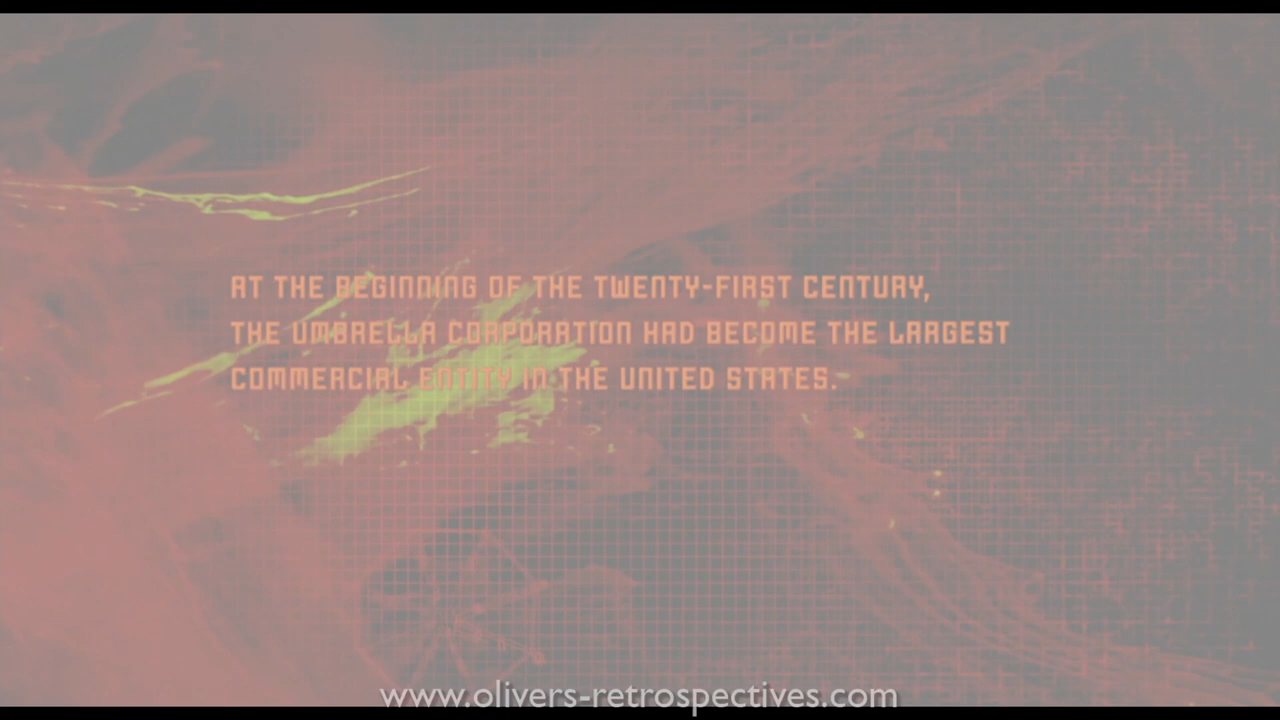 AT THE BEGINNING OF THE TWENTY-FIRST CENTURY,
THE UMBRELLA CORPORATION HAD BECOME THE LARGEST
COMMERCIAL ENTITY IN THE UNITED STATES.
www.olivers-retrospectives.com